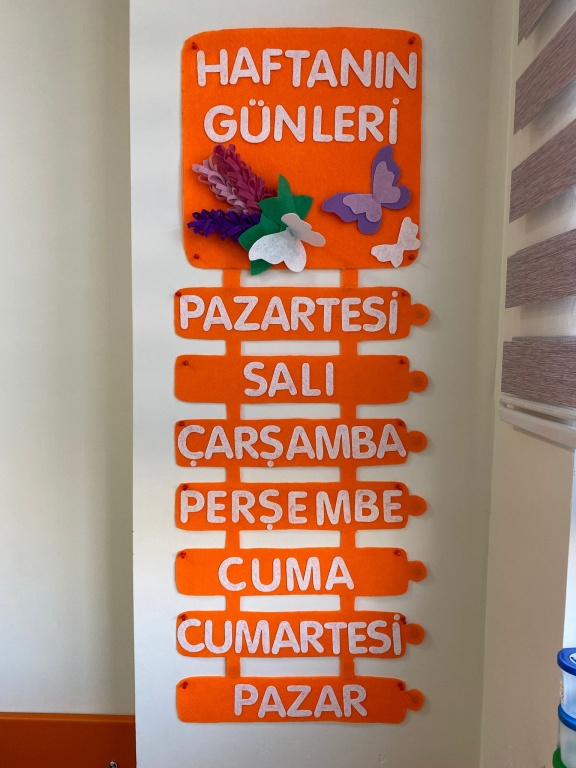 HAFTANIN
GÜNLERİ
PAZARTESİ
SALI
ÇARŞAMBA
PERŞEMBE
CUMA
CUMARTESİ
PAZAR